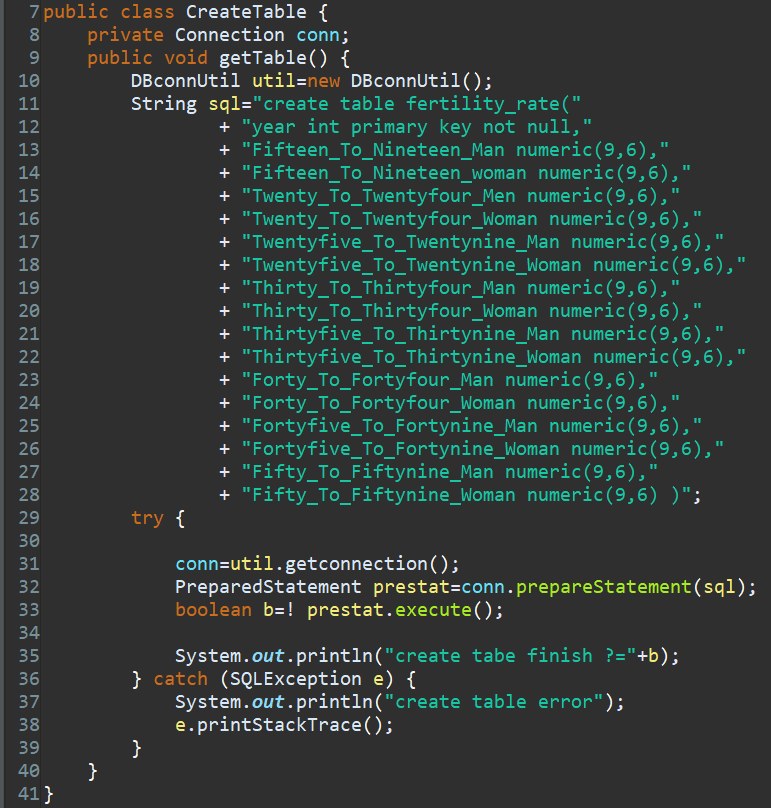 7 public class CreateTable {
8 private Connection conn;
9 public void getTable() {
10 DBconnUtil util=new DBconnUtil();
11 String sql="create table fertility_rate("
12 + "year int primary key not null,"
13 + "Fifteen_To_Nineteen_Man numeric(9,6),"
14 + "Fifteen_To_Nineteen_woman numeric(9,6),"
15 + "Twenty_To_Twentyfour_Men numeric(9,6),"
16 + "Twenty_To_Twentyfour_Woman numeric(9,6),"
17 + "Twentyfive_To_Twentynine_Man numeric(9,6),"
18 + "Twentyfive_To_Twentynine_Woman numeric(9,6),"
19 + "Thirty_To_Thirtyfour_Man numeric(9,6),"
20 + "Thirty_To_Thirtyfour_Woman numeric(9,6),"
21 + "Thirtyfive_To_Thirtynine_Man numeric(9,6),"
22 + "Thirtyfive_To_Thirtynine_Woman numeric(9,6),"
23 + "Forty_To_Fortyfour_Man numeric(9,6),"
24 + "Forty_To_Fortyfour_Woman numeric(9,6),"
25 + "Fortyfive_To_Fortynine_Man numeric(9,6),"
26 + "Fortyfive_To_Fortynine_Woman numeric(9,6),"
27 + "Fifty_To_Fiftynine_Man numeric(9,6),"
28 + "Fifty_To_Fiftynine_Woman numeric(9,6) )";
29 try {
30
31 conn=util.getconnection();
32 PreparedStatement prestat=conn.prepareStatement(sql);
33 boolean b=! prestat.execute();
34
35 System.out.println("create tabe finish ?="+b);
36 } catch (SQLException e) {
37 System.out.println("create table error");
38 e.printStackTrace();
39 }
40 }
41 }